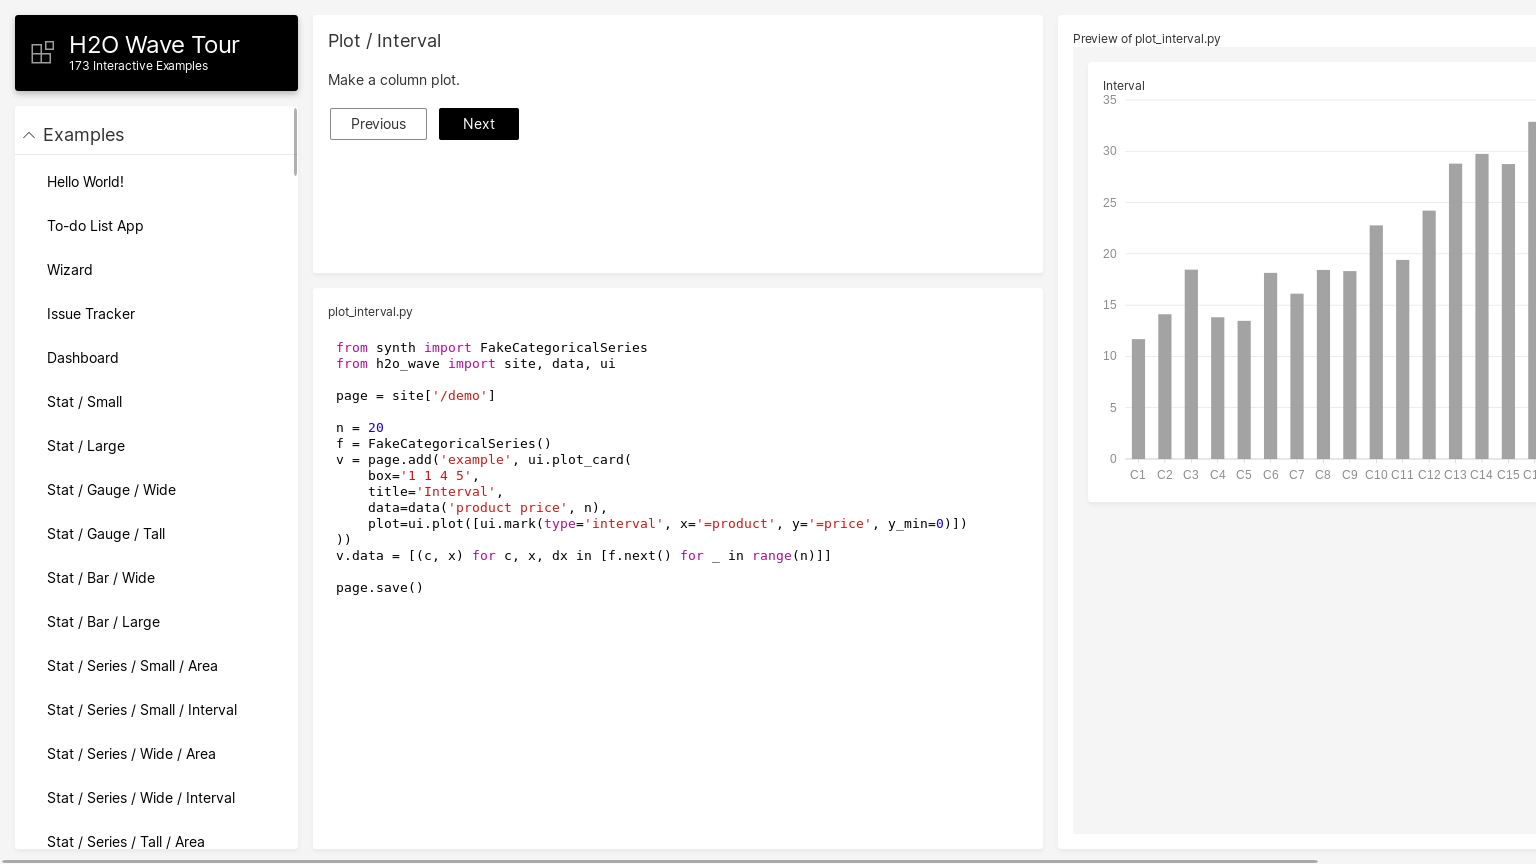 H2O Wave Tour
173 Interactive Examples
Examples
Hello World!
To-do List App
Wizard
Issue Tracker
Dashboard
Stat / Small
Stat / Large
Stat / Gauge / Wide
Stat / Gauge / Tall
Stat / Bar / Wide
Stat / Bar / Large
Stat / Series / Small / Area
Stat / Series / Small / Interval
Stat / Series / Wide / Area
Stat / Series / Wide / Interval
Stat / Series / Tall / Area
Plot / Interval
Make a column plot.
Previous
Next
plot_interval.py
from synth import FakeCategoricalSeries
from h2o_wave import site, data, ui
page = site['/demo']
n = 20
f = FakeCategoricalSeries()
v = page.add('example', ui.plot_card(
    box='1 1 4 5',
    title='Interval',
    data=data('product price', n),
    plot=ui.plot([ui.mark(type='interval', x='=product', y='=price', y_min=0)])
))
v.data = [(c, x) for c, x, dx in [f.next() for _ in range(n)]]
page.save()
Preview of plot_interval.py
Interval
35
30
25
20
15
10
5
0
C1 C2 C3 C4 C5 C6 C7 C8 C9 C10 C11 C12 C13 C14 C15